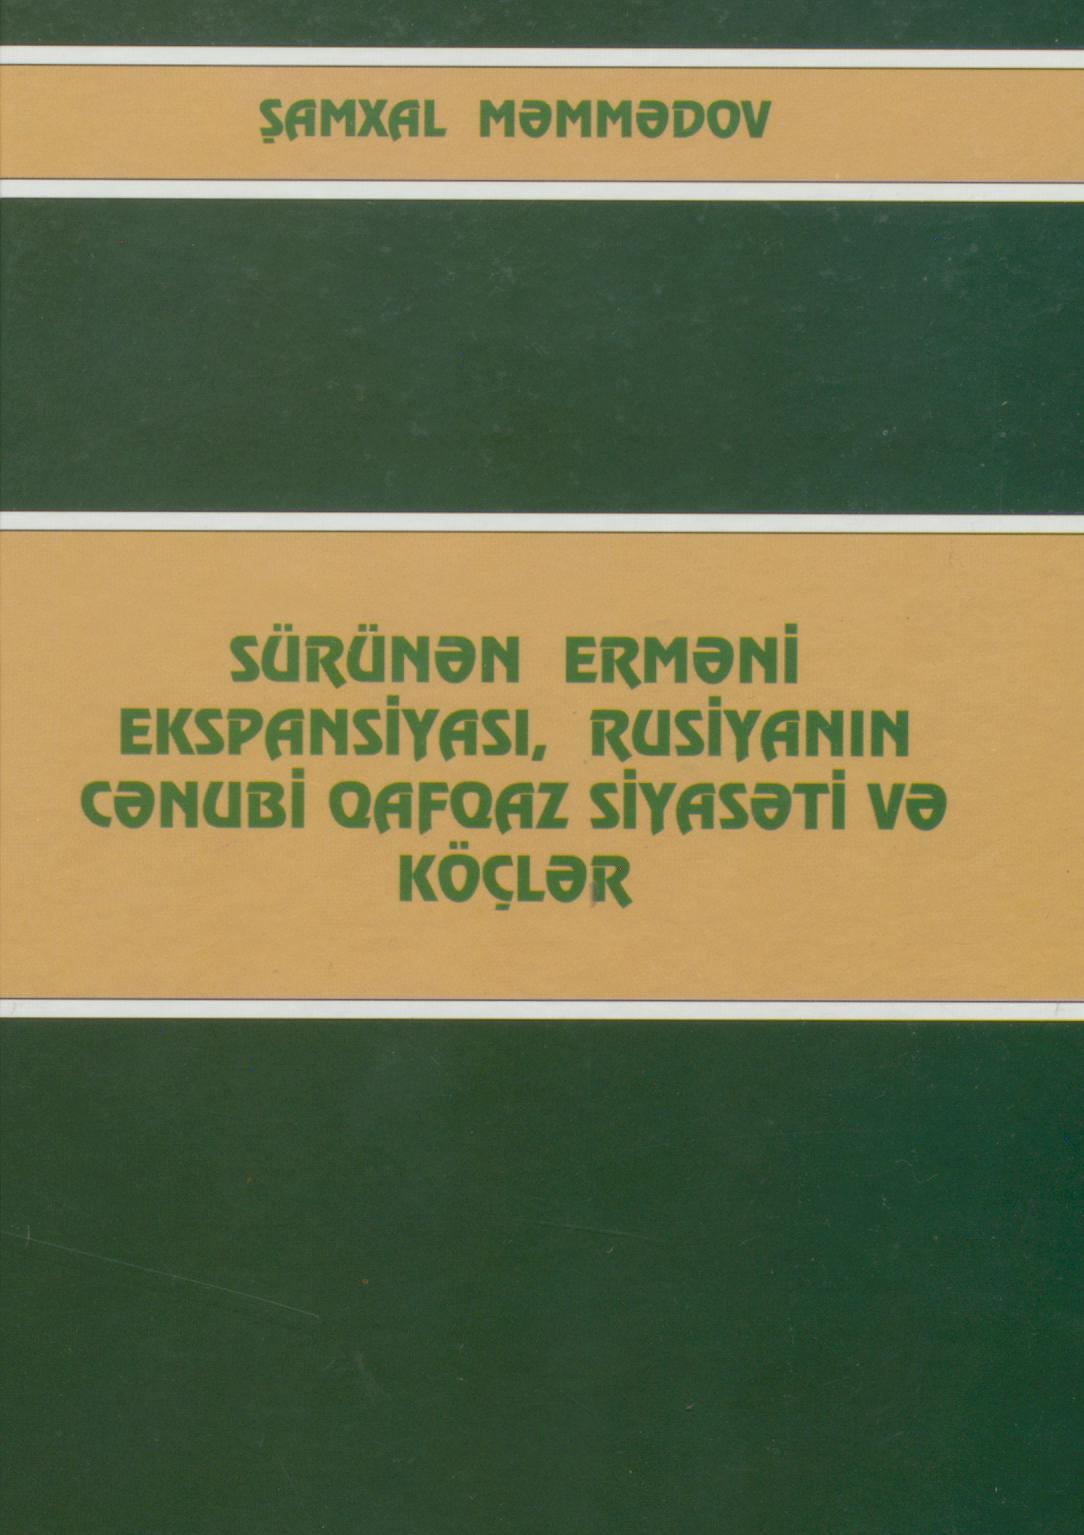 ŞAMXAL MƏMMƏDOV
SÜRÜNƏN ERMƏNİ
EKSPANSİYASI, RUSİYANIN
CƏNUBİ QAFQAZ SİYASƏTİ VƏ
KÖÇLƏR